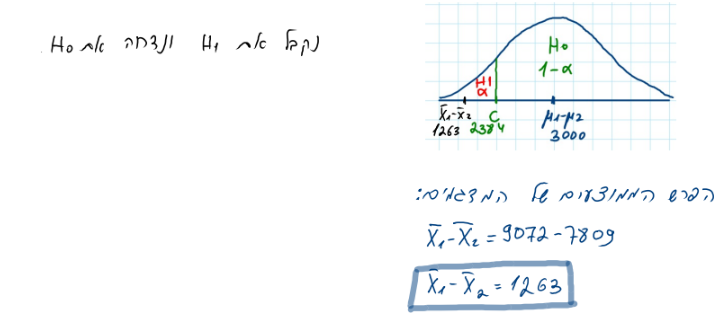 נקבל את H₁ ונדחה את H₀
H₀
1-α
H1
α
X̄₁-X̄₂
1263
C
2384
μ₁-μ₂
3000
הפרש הממוצעים של המדגמים:
X̄₁-X̄₂ = 9072-7809
X̄₁-X̄₂ = 1263